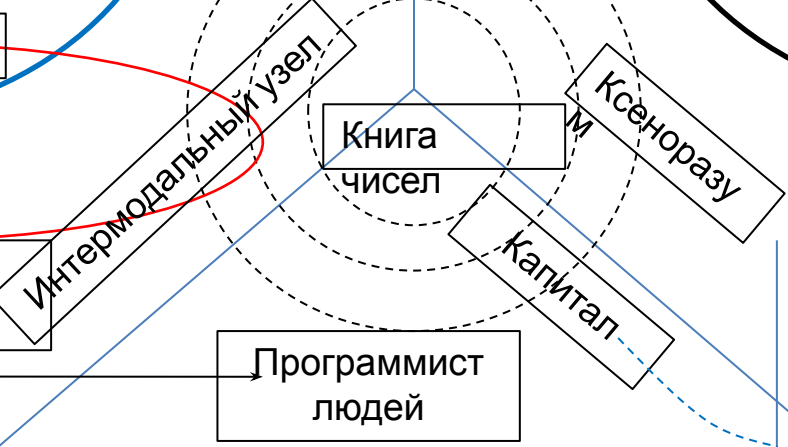 Интермодальный узел
Ксеноразу
м
Книга
чисел
Капитал
Программист
людей